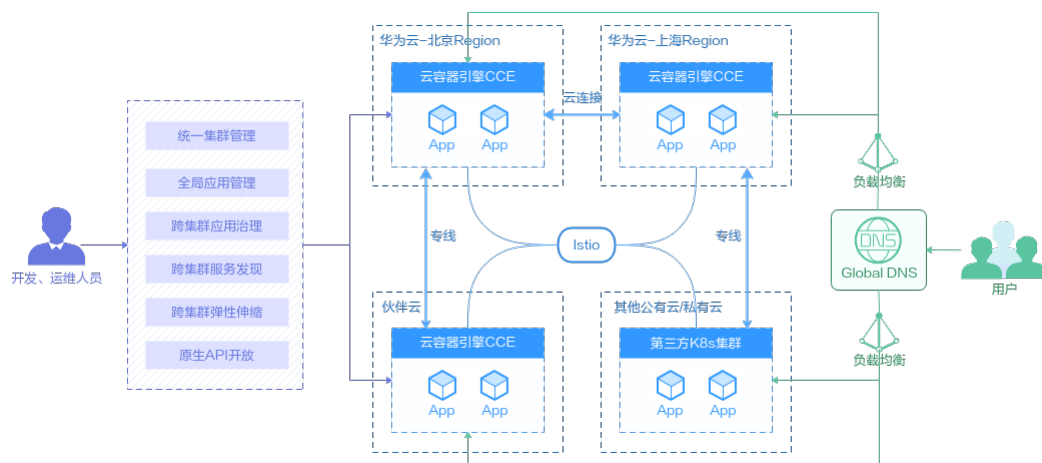 华为云-北京Region
云容器引擎CCE
App
App
云连接
华为云-上海Region
云容器引擎CCE
App
App
统一集群管理
全局应用管理
跨集群应用治理
跨集群服务发现
跨集群弹性伸缩
原生API开放
开发、运维人员
专线
Istio
专线
负载均衡
DNS
Global DNS
用户
负载均衡
伙伴云
云容器引擎CCE
App
App
其他公有云/私有云
第三方K8s集群
App
App